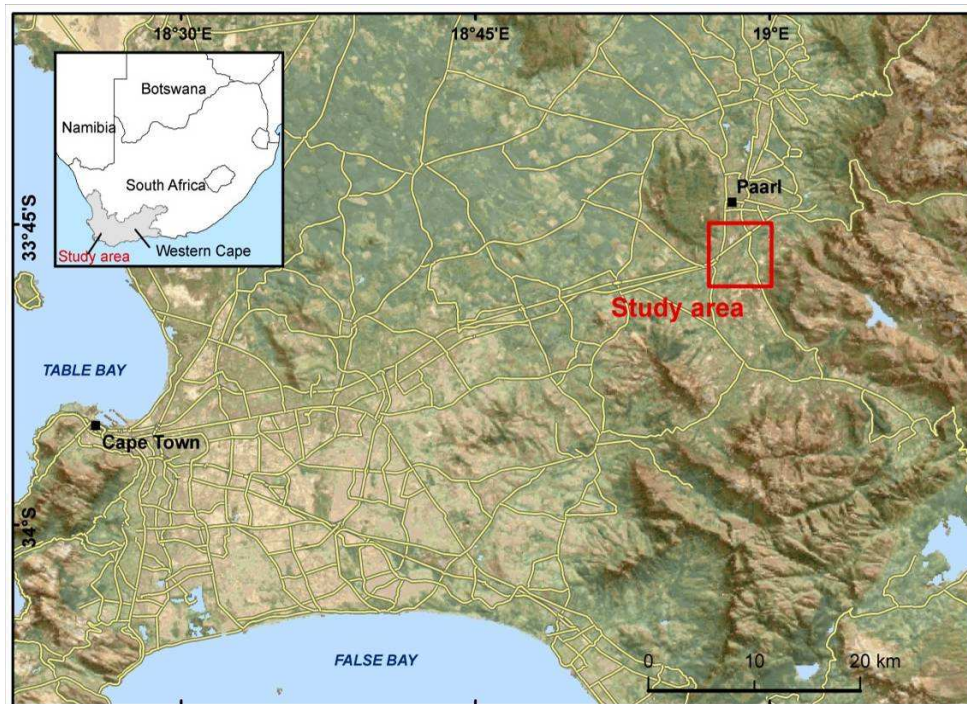 18°30'E
18°45'E
19°E
Botswana
Namibia
South Africa
Western Cape
Study area
33°45'S
Paarl
Study area
TABLE BAY
Cape Town
34°S
FALSE BAY
0 10 20 km